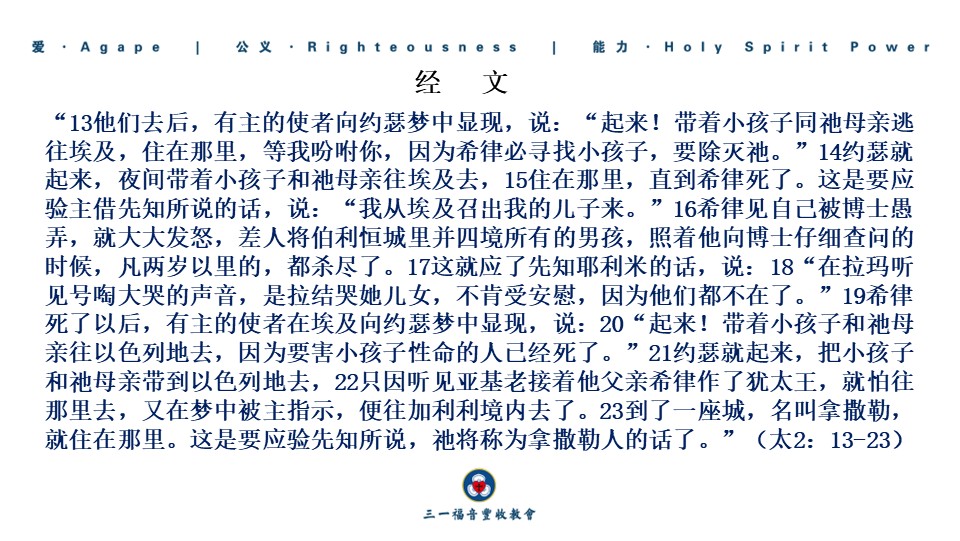 爱 · Agape | 公义 · Righteousness | 能力 · Holy Spirit Power
经 文
“13他们去后，有主的使者向约瑟梦中显现，说：“起来！带着小孩子同祂母亲逃
往埃及，住在那里，等我吩咐你，因为希律必寻找小孩子，要除灭祂。”14约瑟就
起来，夜间带着小孩子和祂母亲往埃及去，15住在那里，直到希律死了。这是要应
验主借先知所说的话，说：“我从埃及召出我的儿子来。”16希律见自己被博士愚
弄，就大大发怒，差人将伯利恒城里并四境所有的男孩，照着他向博士仔细查问的
时候，凡两岁以里的，都杀尽了。17这就应了先知耶利米的话，说：18“在拉玛听
见号啕大哭的声音，是拉结哭她儿女，不肯受安慰，因为他们都不在了。”19希律
死了以后，有主的使者在埃及向约瑟梦中显现，说：20“起来！带着小孩子和祂母
亲往以色列地去，因为要害小孩子性命的人已经死了。”21约瑟就起来，把小孩子
和祂母亲带到以色列地去，22只因听见亚基老接着他父亲希律作了犹太王，就怕往
那里去，又在梦中被主指示，便往加利利境内去了。23到了一座城，名叫拿撒勒，
就住在那里。这是要应验先知所说，祂将称为拿撒勒人的话了。”（太2：13-23）
三一福音豐收教會